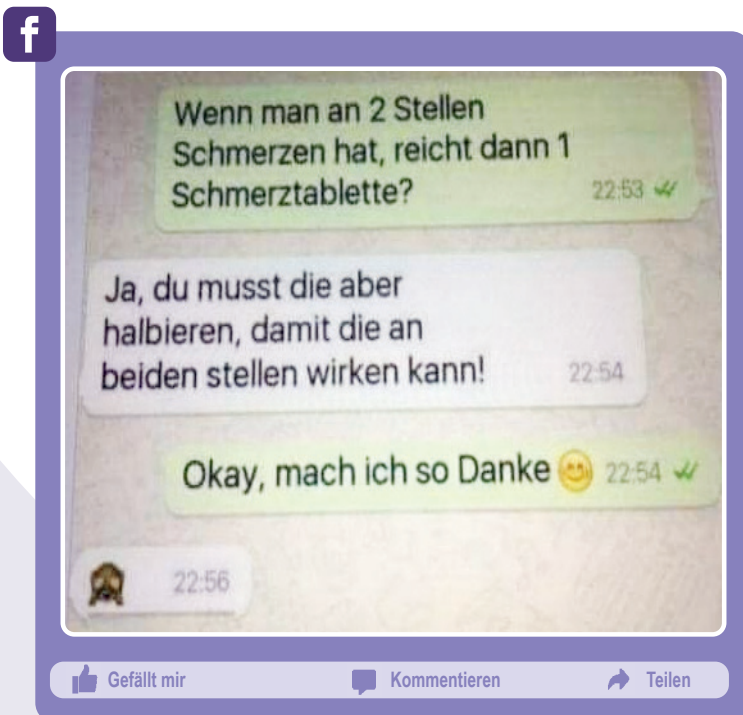 f
Wenn man an 2 Stellen
Schmerzen hat, reicht dann 1
Schmerztablette?
22:53
Ja, du musst die aber
halbieren, damit die an
beiden stellen wirken kann!
22:54
Okay, mach ich so Danke 😊 22:54
🙈 22:56
Gefällt mir
Kommentieren
Teilen